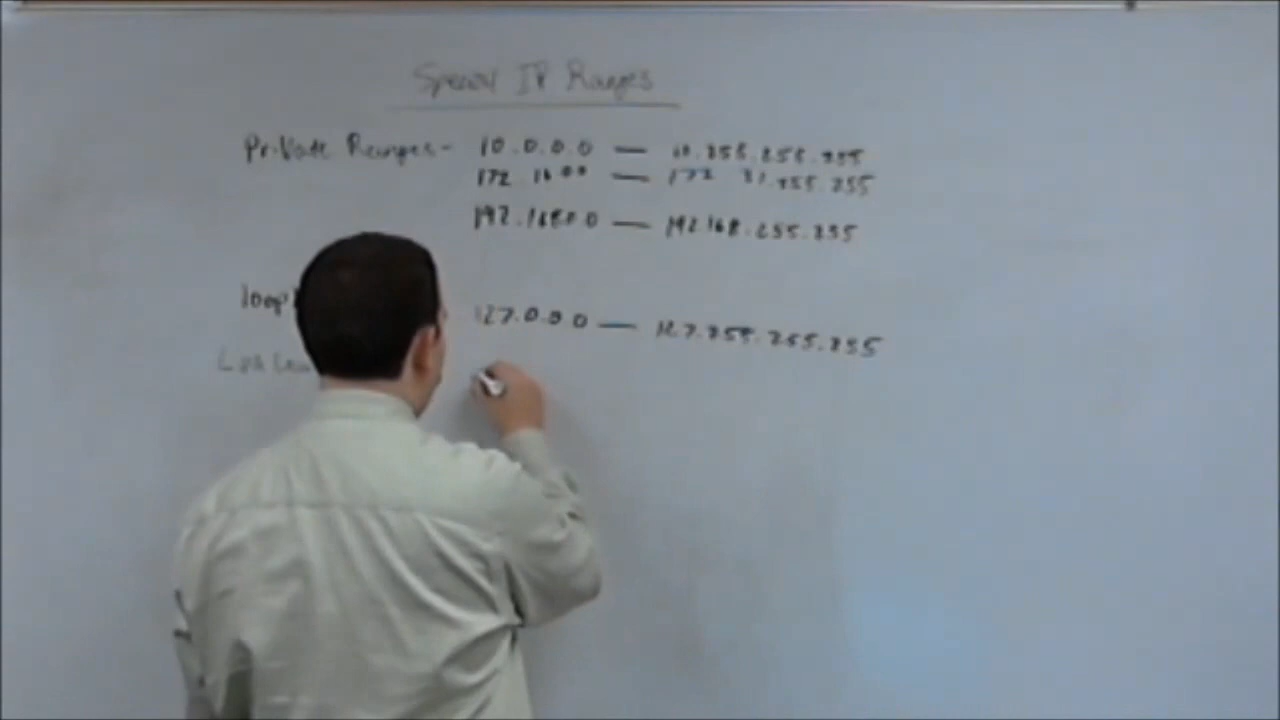 Special IP Ranges
Private Ranges - 10.0.0.0 — 10.255.255.255
172.16.0.0 — 172.31.255.255
192.168.0.0 — 192.168.255.255
loop 127.0.0.0 — 127.255.255.255